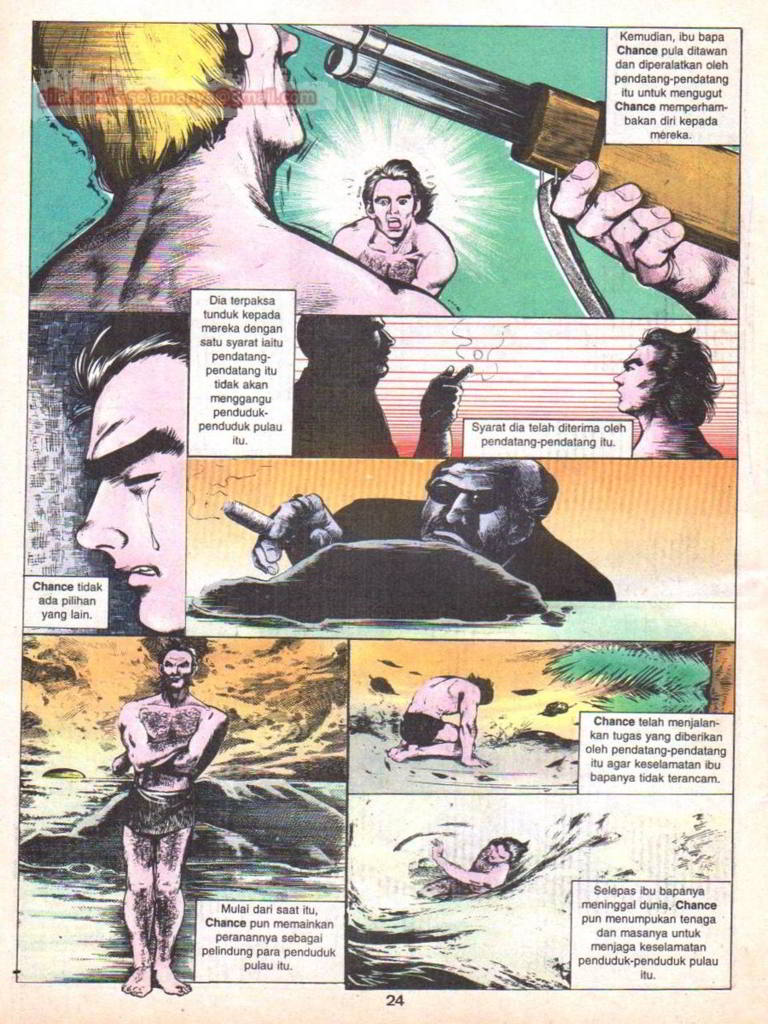 Kemudian, ibu bapa
Chance pula ditawan
dan diperalatkan oleh
pendatang-pendatang
itu untuk mengugut
Chance memperham-
bakan diri kepada
mereka.
Dia terpaksa
tunduk kepada
mereka dengan
satu syarat iaitu
pendatang-
pendatang itu
tidak akan
menggangu
penduduk-
penduduk pulau
itu.
Syarat dia telah diterima oleh
pendatang-pendatang itu.
Chance tidak
ada pilihan
yang lain.
Mulai dari saat itu,
Chance pun memainkan
peranannya sebagai
pelindung para penduduk
pulau itu.
Chance telah menjalan-
kan tugas yang diberikan
oleh pendatang-pendatang
itu agar keselamatan ibu
bapanya tidak terancam.
Selepas ibu bapanya
meninggal dunia, Chance
pun menumpukan tenaga
dan masanya untuk
menjaga keselamatan
penduduk-penduduk pulau
itu.
24